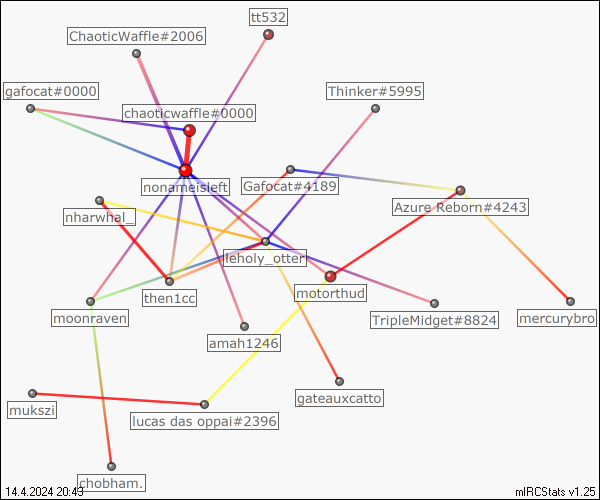 tt532
ChaoticWaffle#2006
gafocat#0000
Thinker#5995
chaoticwaffle#0000
nonameisleft
Gafocat#4189
Azure Reborn#4243
nharwhal_
leholy_otter
then1cc
motorthud
moonraven
TripleMidget#8824
mercurybro
amah1246
gateauxcatto
mukszi
lucas das oppai#2396
chobham.
14.4.2024 20:43
mIRCStats v1.25